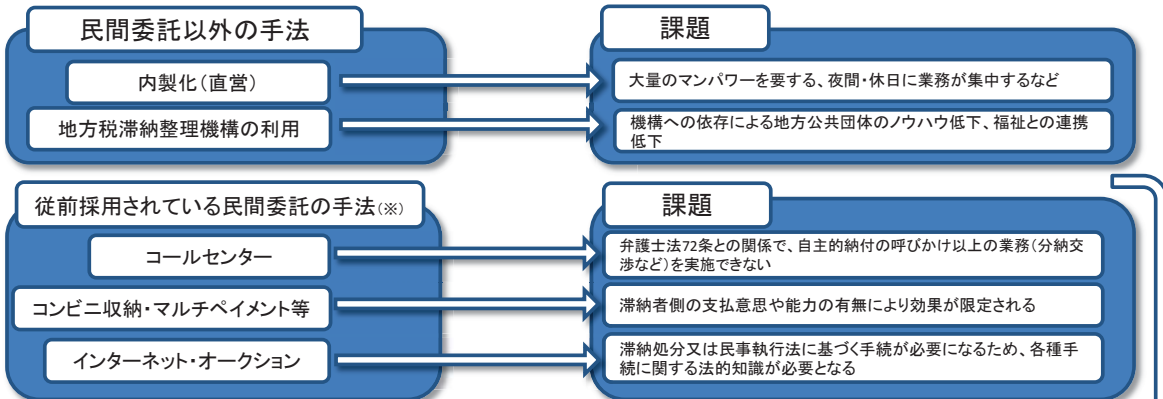 民間委託以外の手法
課題
内製化(直営)
大量のマンパワーを要する、夜間・休日に業務が集中するなど
地方税滞納整理機構の利用
機構への依存による地方公共団体のノウハウ低下、福祉との連携
低下
従前採用されている民間委託の手法(※)
課題
コールセンター
弁護士法72条との関係で、自主的納付の呼びかけ以上の業務(分納交
渉など)を実施できない
コンビニ収納・マルチペイメント等
滞納者側の支払意思や能力の有無により効果が限定される
インターネット・オークション
滞納処分又は民事執行法に基づく手続が必要になるため、各種手
続に関する法的知識が必要となる